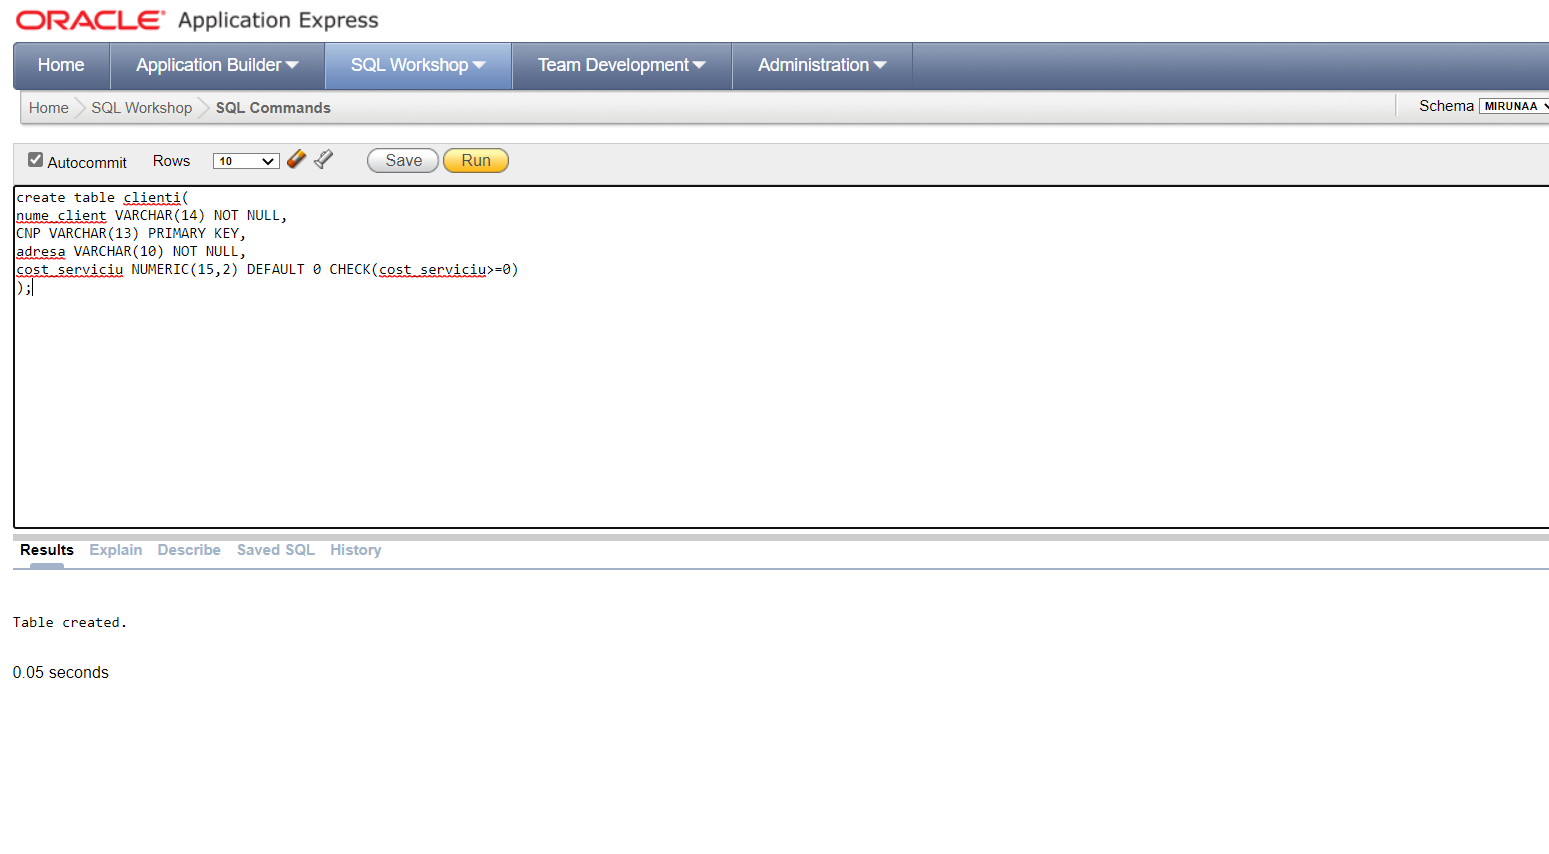 ORACLE® Application Express
Home Application Builder SQL Workshop Team Development Administration
Home SQL Workshop SQL Commands Schema MIRUNAA
Autocommit Rows 10 Save Run
create table clienti(
nume_client VARCHAR(14) NOT NULL,
CNP VARCHAR(13) PRIMARY KEY,
adresa VARCHAR(10) NOT NULL,
cost_serviciu NUMERIC(15,2) DEFAULT 0 CHECK(cost_serviciu>=0)
);
Results Explain Describe Saved SQL History
Table created.
0.05 seconds